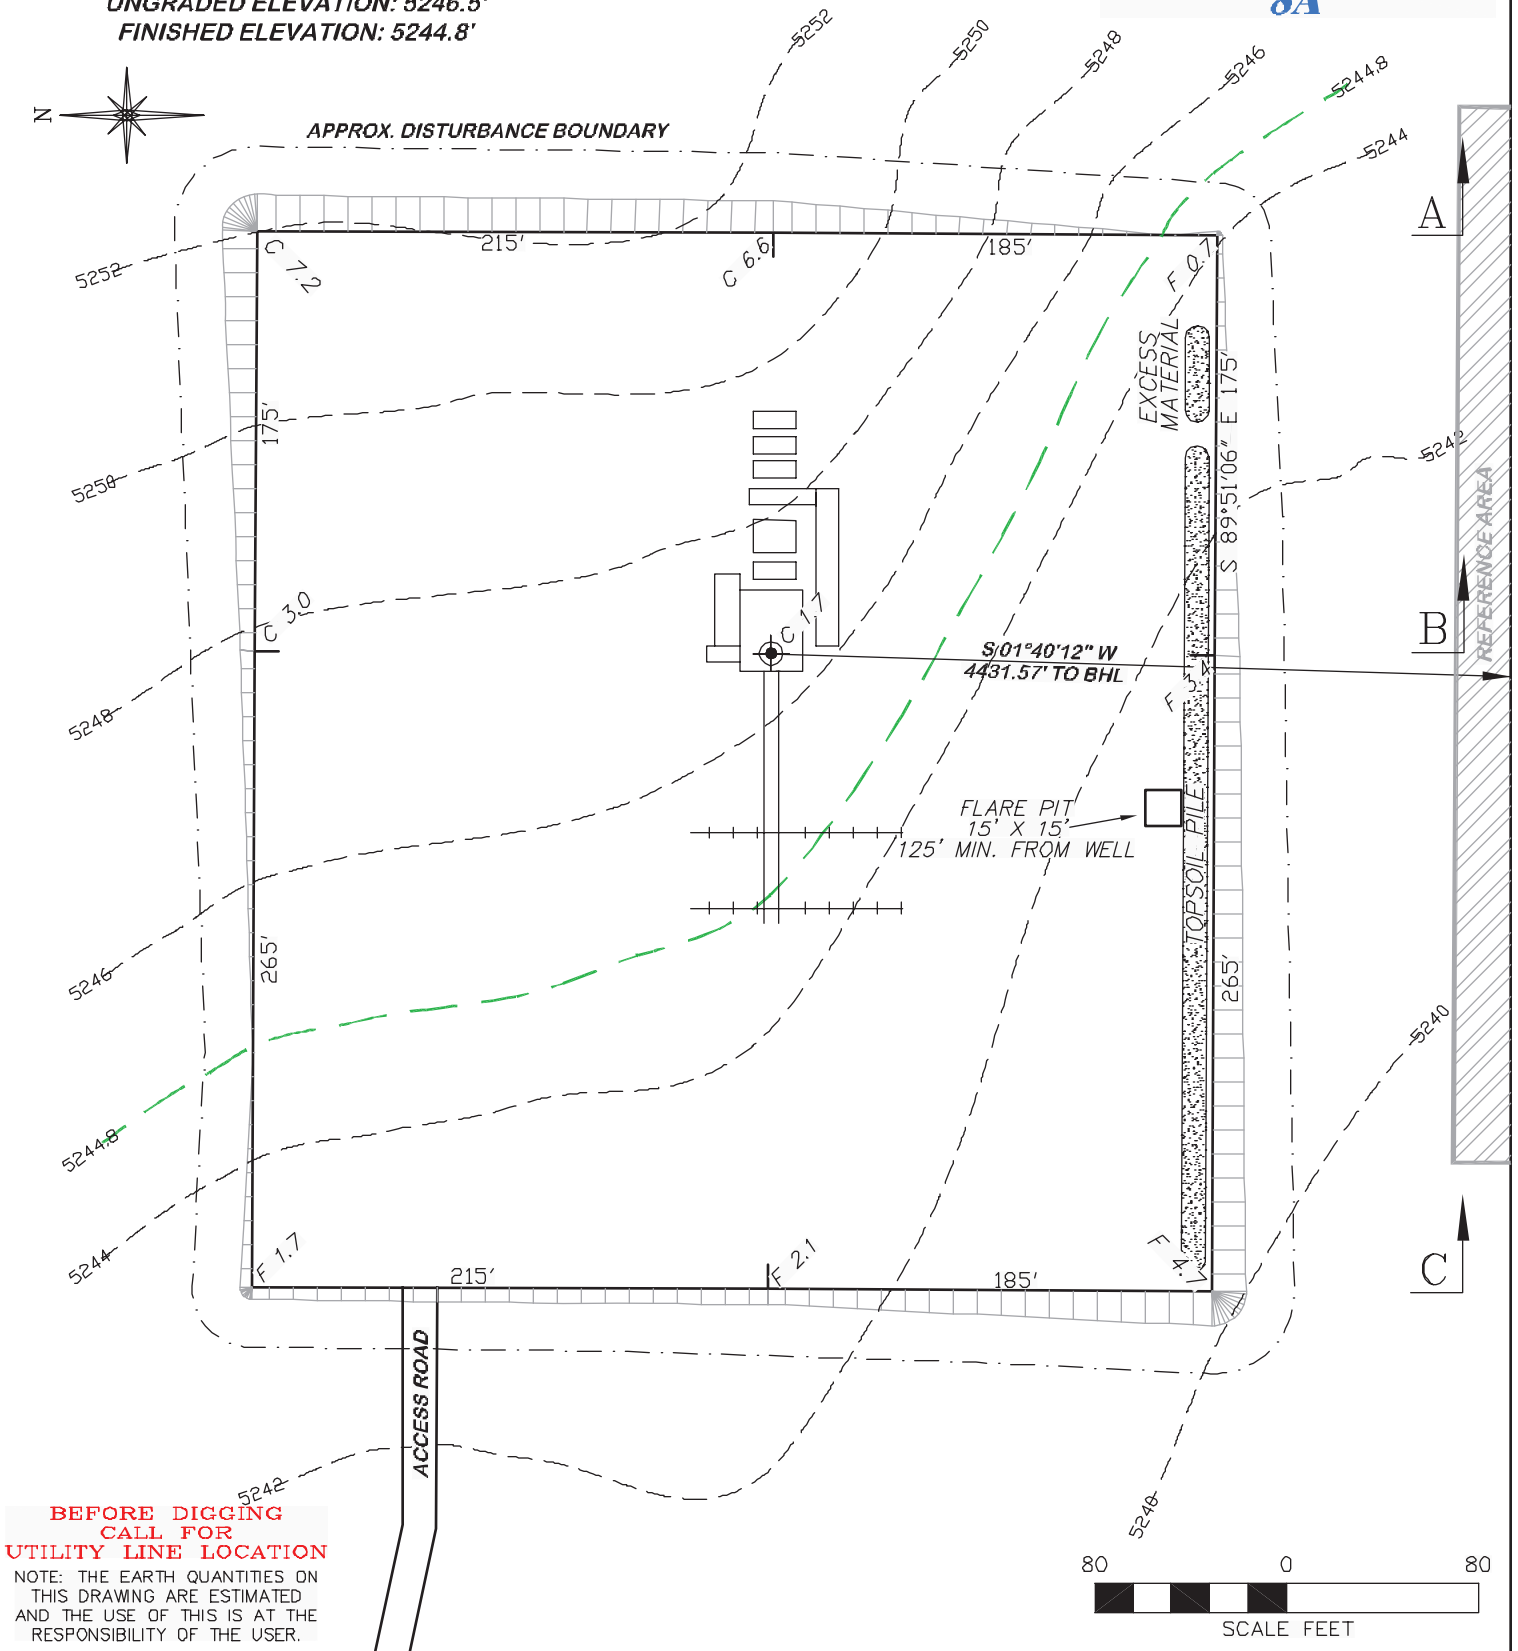 UNGRADED ELEVATION: 5246.5'
FINISHED ELEVATION: 5244.8'
8A
N
APPROX. DISTURBANCE BOUNDARY
5252
5250
5248
5246
5244.8
5244
A
215'
185'
C 7.2
C 6.6
F 0.7
5252
EXCESS
MATERIAL
175'
S 89°51'06" E 175'
5242
5250
REFERENCE AREA
C 3.0
C 1.7
B
S 01°40'12" W
4431.57' TO BHL
5248
FLARE PIT
15' X 15'
125' MIN. FROM WELL
TOPSOIL PILE
265'
265'
5246
5240
5244.8
5244
F 1.7
F 2.1
F 4.7
215'
185'
C
ACCESS ROAD
5242
5240
BEFORE DIGGING
CALL FOR
UTILITY LINE LOCATION
NOTE: THE EARTH QUANTITIES ON
THIS DRAWING ARE ESTIMATED
AND THE USE OF THIS IS AT THE
RESPONSIBILITY OF THE USER.
80 0 80
SCALE FEET